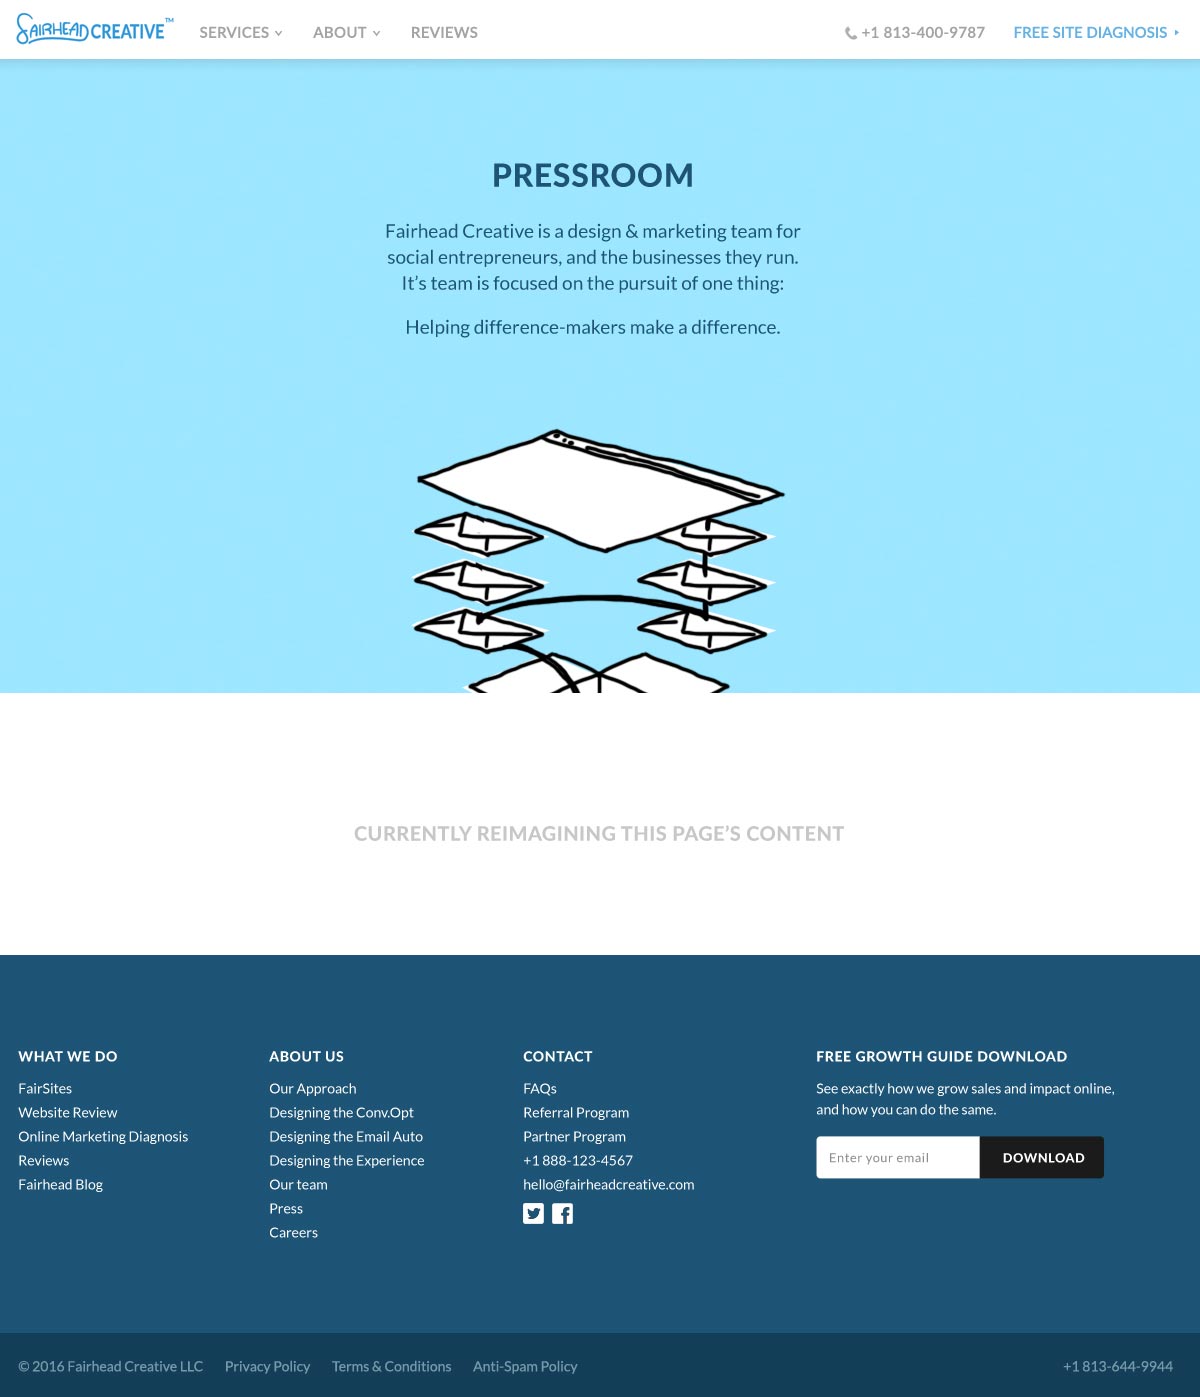 FAIRHEAD CREATIVE™
SERVICES
ABOUT
REVIEWS
+1 813-400-9787
FREE SITE DIAGNOSIS
PRESSROOM
Fairhead Creative is a design & marketing team for
social entrepreneurs, and the businesses they run.
It’s team is focused on the pursuit of one thing:
Helping difference-makers make a difference.
CURRENTLY REIMAGINING THIS PAGE’S CONTENT
WHAT WE DO
FairSites
Website Review
Online Marketing Diagnosis
Reviews
Fairhead Blog
ABOUT US
Our Approach
Designing the Conv.Opt
Designing the Email Auto
Designing the Experience
Our team
Press
Careers
CONTACT
FAQs
Referral Program
Partner Program
+1 888-123-4567
hello@fairheadcreative.com
FREE GROWTH GUIDE DOWNLOAD
See exactly how we grow sales and impact online,
and how you can do the same.
Enter your email
DOWNLOAD
© 2016 Fairhead Creative LLC
Privacy Policy
Terms & Conditions
Anti-Spam Policy
+1 813-644-9944